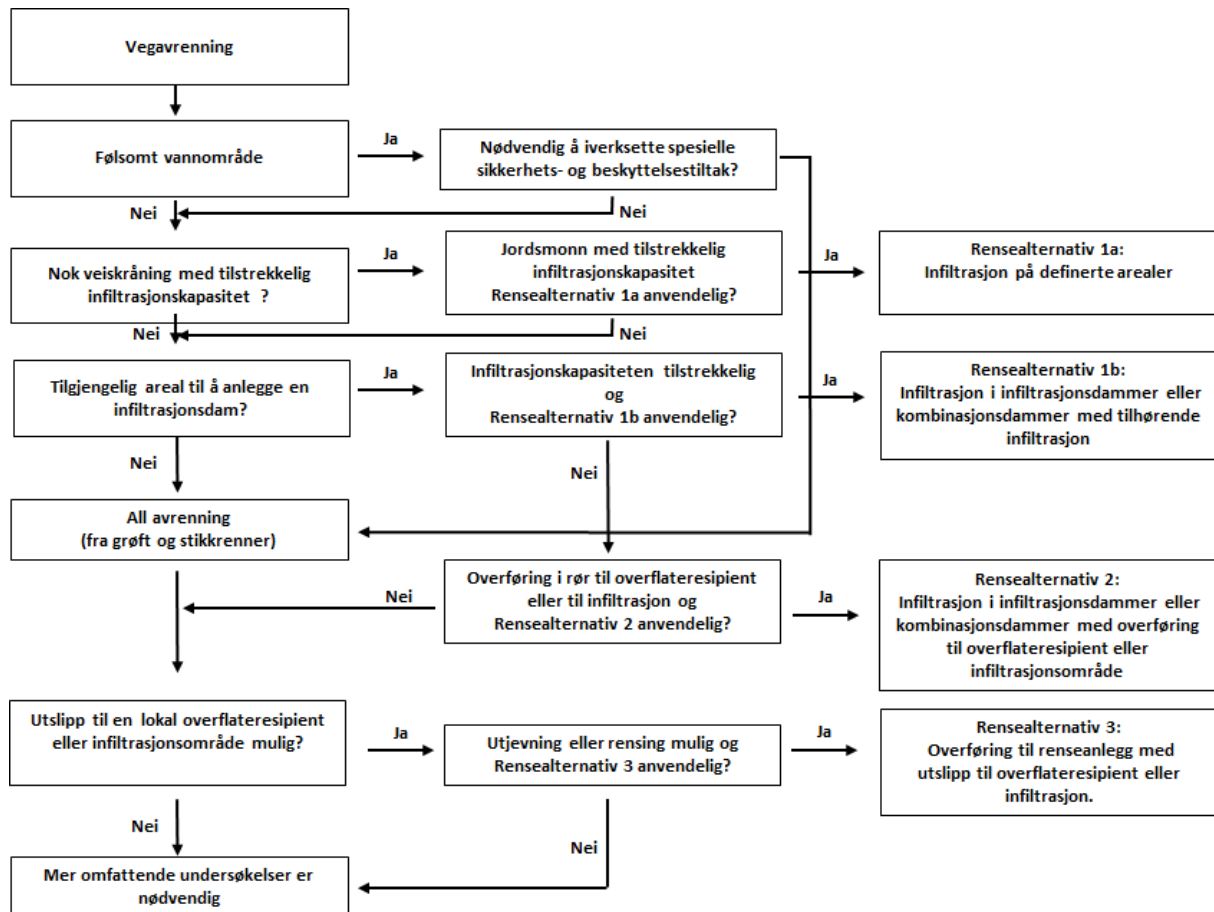 Vegavrenning
Følsomt vannområde
Ja
Nødvendig å iverksette spesielle
sikkerhets- og beskyttelsestiltak?
Nei
Nei
Nok veiskråning med tilstrekkelig
infiltrasjonskapasitet ?
Ja
Jordsmonn med tilstrekkelig
infiltrasjonskapasitet
Rensealternativ 1a anvendelig?
Ja
Rensealternativ 1a:
Infiltrasjon på definerte arealer
Nei
Nei
Tilgjengelig areal til å anlegge en
infiltrasjonsdam?
Ja
Infiltrasjonskapasiteten tilstrekkelig
og
Rensealternativ 1b anvendelig?
Ja
Rensealternativ 1b:
Infiltrasjon i infiltrasjonsdammer eller
kombinasjonsdammer med tilhørende
infiltrasjon
Nei
Nei
All avrenning
(fra grøft og stikkrenner)
Nei
Overføring i rør til overflateresipient
eller til infiltrasjon og
Rensealternativ 2 anvendelig?
Ja
Rensealternativ 2:
Infiltrasjon i infiltrasjonsdammer eller
kombinasjonsdammer med overføring
til overflateresipient eller
infiltrasjonsområde
Utslipp til en lokal overflateresipient
eller infiltrasjonsområde mulig?
Ja
Utjevning eller rensing mulig og
Rensealternativ 3 anvendelig?
Ja
Rensealternativ 3:
Overføring til renseanlegg med
utslipp til overflateresipient eller
infiltrasjon.
Nei
Nei
Mer omfattende undersøkelser er
nødvendig